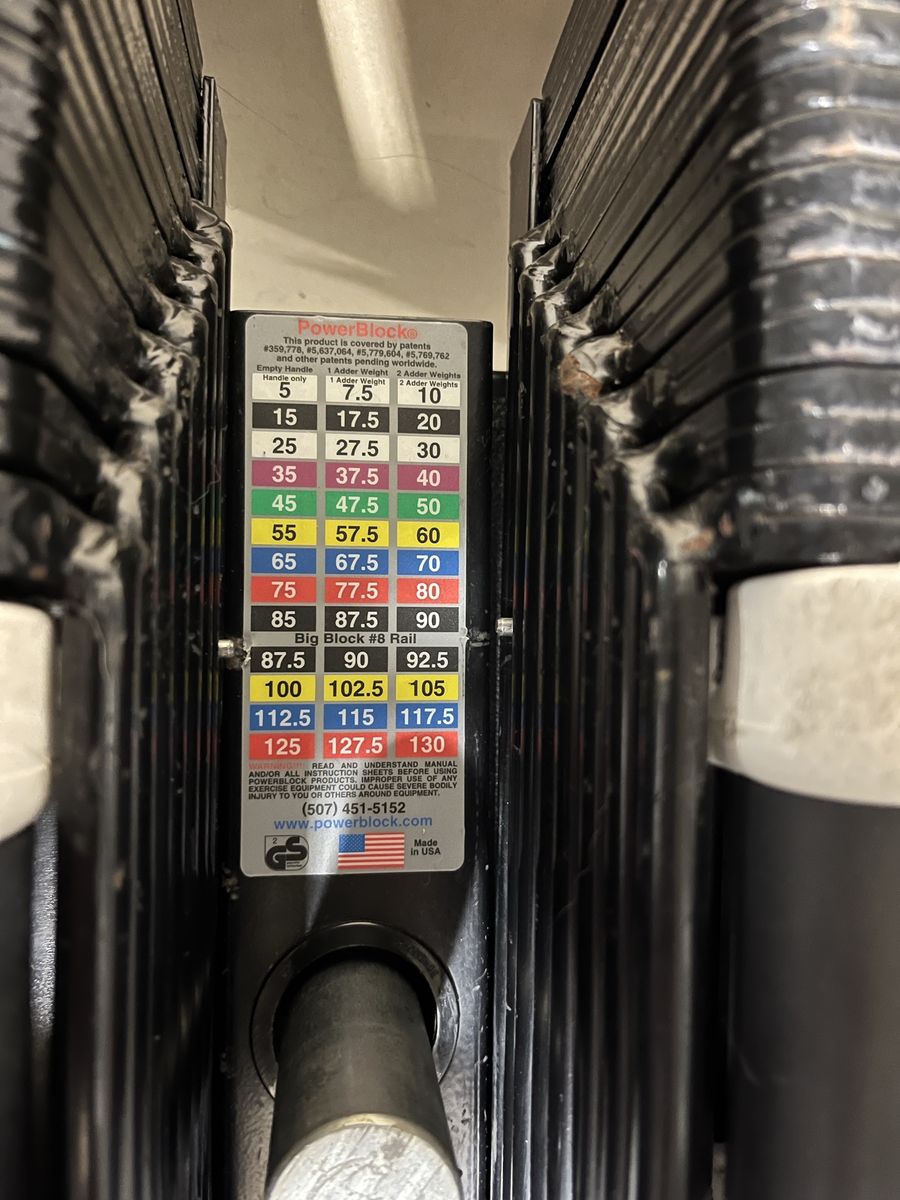 PowerBlock®
This product is covered by patents
#359,778, #5,637,064, #5,779,604, #5,769,762
and other patents pending worldwide.
Empty Handle 1 Adder Weight 2 Adder Weights
Handle only 1 Adder Weight 2 Adder Weights
5 7.5 10
15 17.5 20
25 27.5 30
35 37.5 40
45 47.5 50
55 57.5 60
65 67.5 70
75 77.5 80
85 87.5 90
Big Block #8 Rail
87.5 90 92.5
100 102.5 105
112.5 115 117.5
125 127.5 130
WARNING!!! READ AND UNDERSTAND MANUAL
AND/OR ALL INSTRUCTION SHEETS BEFORE USING
POWERBLOCK PRODUCTS. IMPROPER USE OF ANY
EXERCISE EQUIPMENT COULD CAUSE SEVERE BODILY
INJURY TO YOU OR OTHERS AROUND EQUIPMENT.
(507) 451-5152
www.powerblock.com
2
GS
Made
in USA